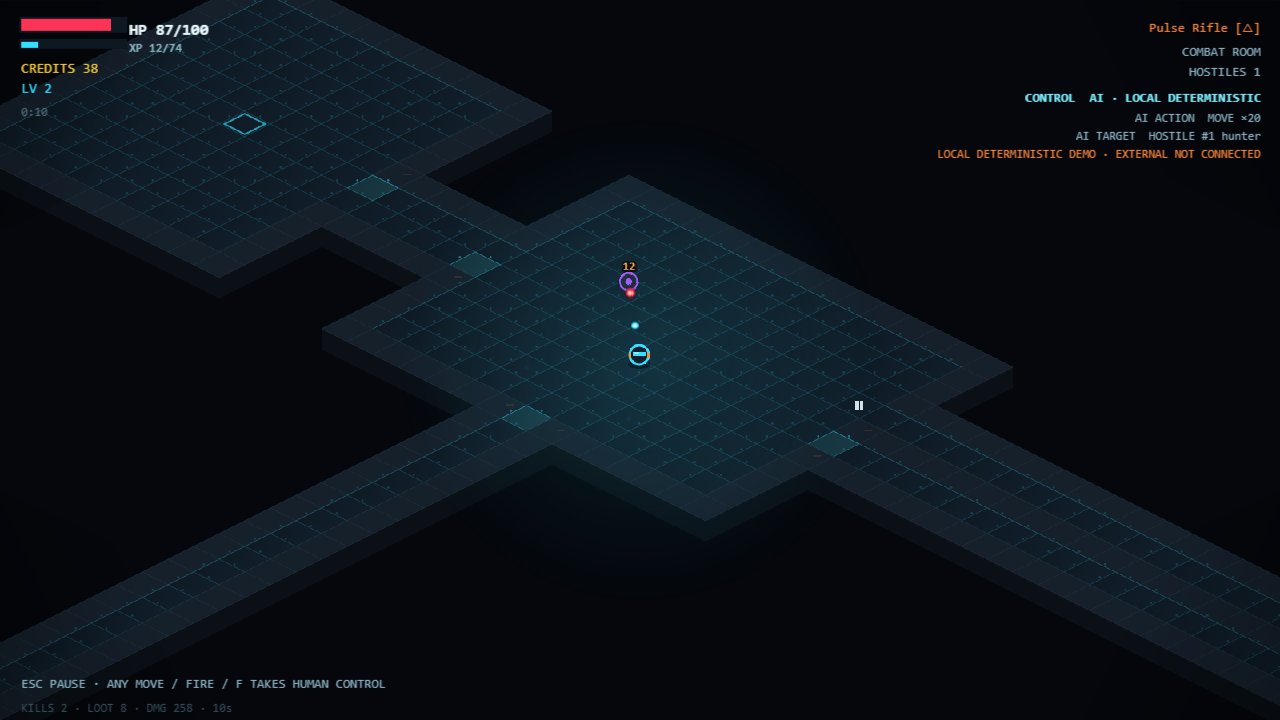 HP 87/100
XP 12/74
CREDITS 38
LV 2
0:10
Pulse Rifle [△]
COMBAT ROOM
HOSTILES 1
CONTROL AI · LOCAL DETERMINISTIC
AI ACTION MOVE ×20
AI TARGET HOSTILE #1 hunter
LOCAL DETERMINISTIC DEMO · EXTERNAL NOT CONNECTED
12
ESC PAUSE · ANY MOVE / FIRE / F TAKES HUMAN CONTROL
KILLS 2 · LOOT 8 · DMG 258 · 10s